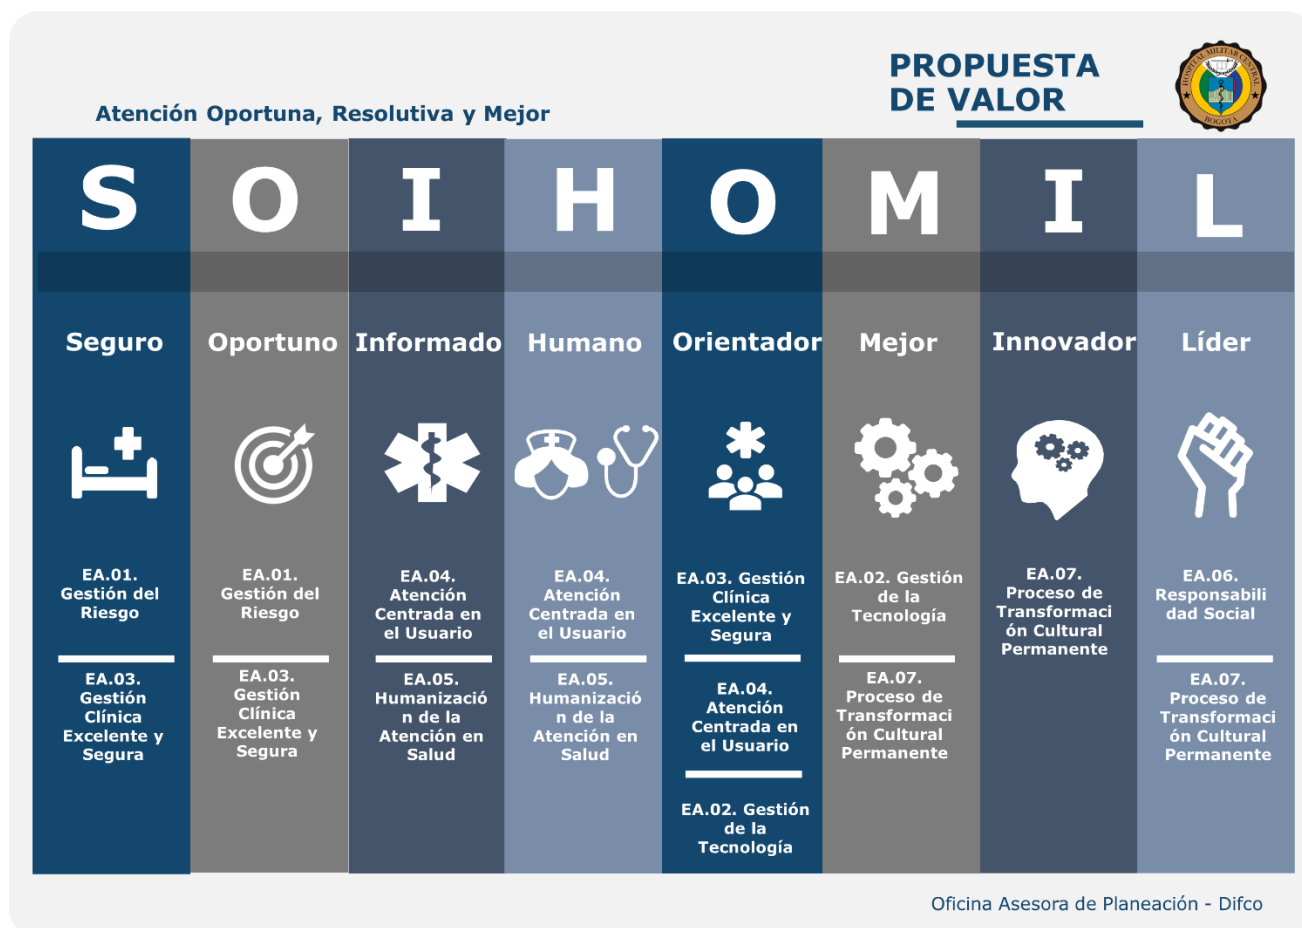 PROPUESTA
DE VALOR
HOSPITAL MILITAR CENTRAL
BOGOTÁ
Atención Oportuna, Resolutiva y Mejor
S
O
I
H
O
M
I
L
Seguro
Oportuno
Informado
Humano
Orientador
Mejor
Innovador
Líder
EA.01.
Gestión del
Riesgo
EA.03.
Gestión
Clínica
Excelente y
Segura
EA.01.
Gestión del
Riesgo
EA.03.
Gestión
Clínica
Excelente y
Segura
EA.04.
Atención
Centrada en
el Usuario
EA.05.
Humanizació
n de la
Atención en
Salud
EA.04.
Atención
Centrada en
el Usuario
EA.05.
Humanizació
n de la
Atención en
Salud
EA.03. Gestión
Clínica
Excelente y
Segura
EA.04.
Atención
Centrada en
el Usuario
EA.02. Gestión
de la
Tecnología
EA.02. Gestión
de la
Tecnología
EA.07.
Proceso de
Transformaci
ón Cultural
Permanente
EA.07.
Proceso de
Transformaci
ón Cultural
Permanente
EA.06.
Responsabili
dad Social
EA.07.
Proceso de
Transformaci
ón Cultural
Permanente
Oficina Asesora de Planeación - Difco